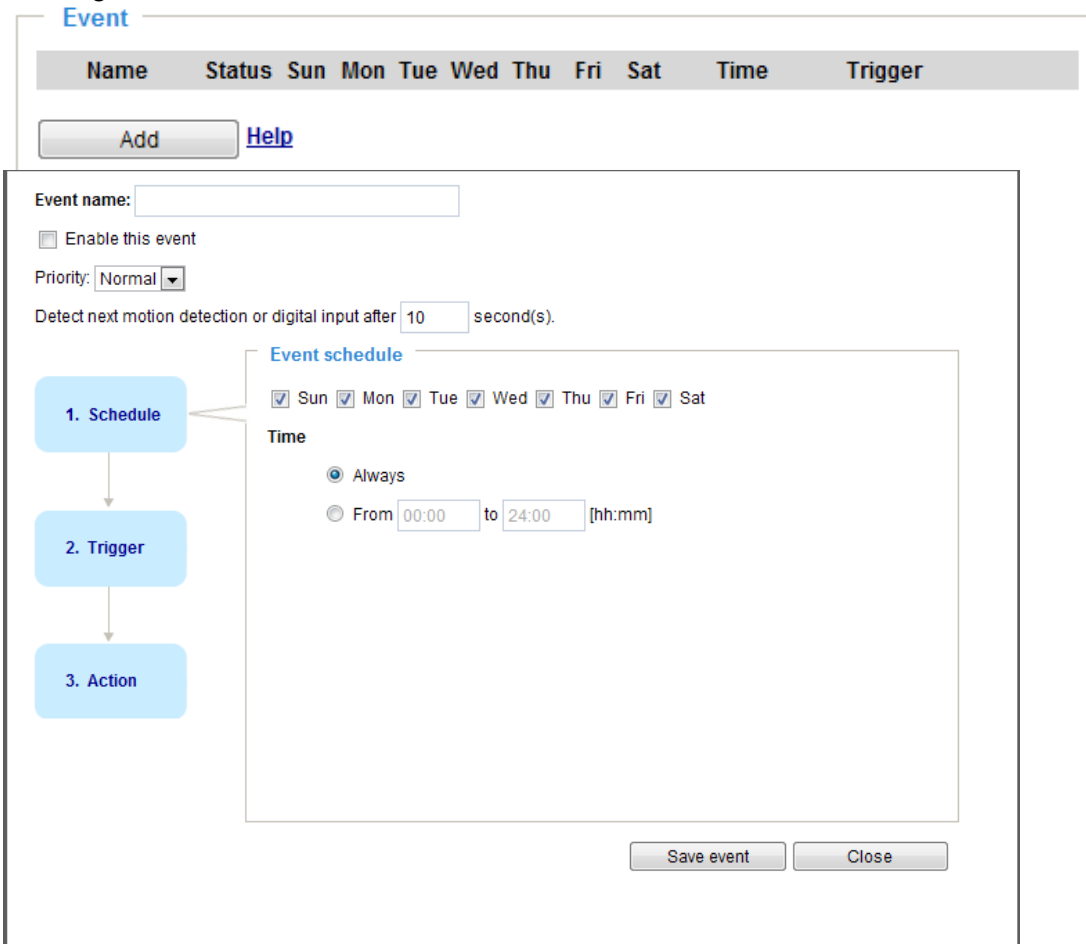 Event
Name Status Sun Mon Tue Wed Thu Fri Sat Time Trigger
Add Help
Event name:
Enable this event
Priority: Normal
Detect next motion detection or digital input after 10 second(s).
Event schedule
1. Schedule
Sun Mon Tue Wed Thu Fri Sat
Time
Always
From 00:00 to 24:00 [hh:mm]
2. Trigger
3. Action
Save event Close